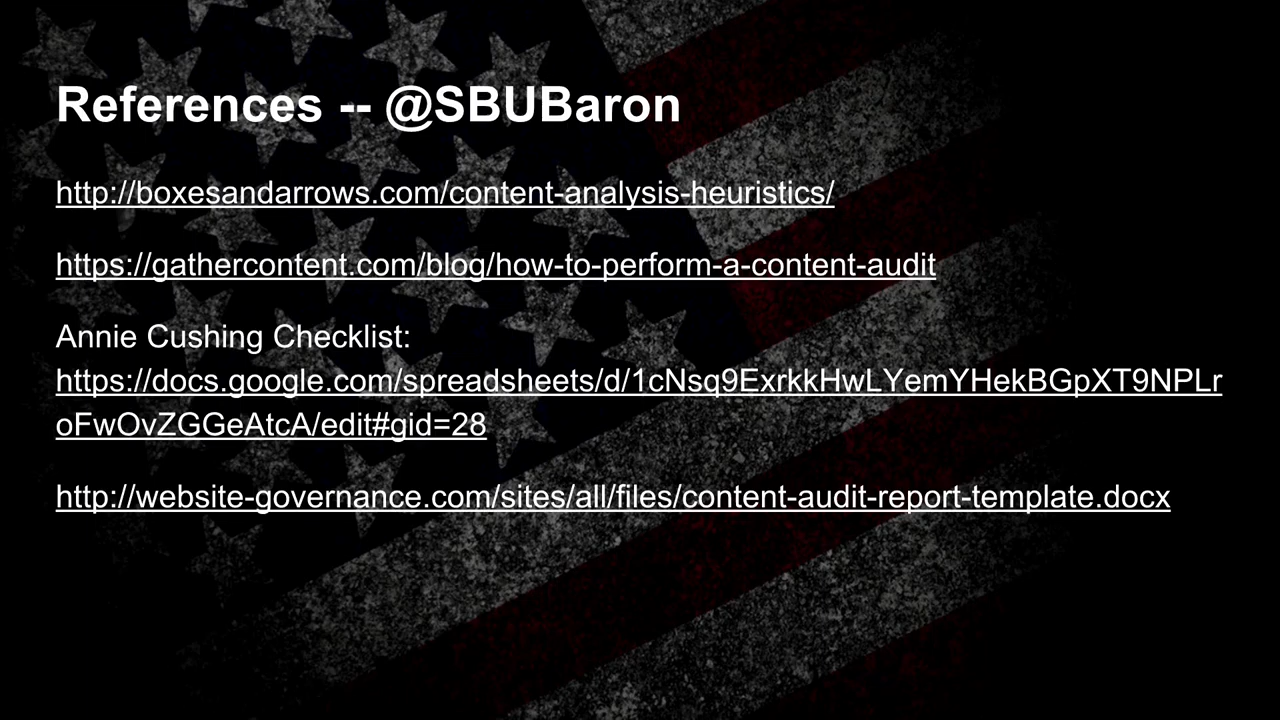 References -- @SBUBaron
http://boxesandarrows.com/content-analysis-heuristics/
https://gathercontent.com/blog/how-to-perform-a-content-audit
Annie Cushing Checklist:
https://docs.google.com/spreadsheets/d/1cNsq9ExrkkHwLYemYHekBGpXT9NPLr
oFwOvZGGeAtcA/edit#gid=28
http://website-governance.com/sites/all/files/content-audit-report-template.docx